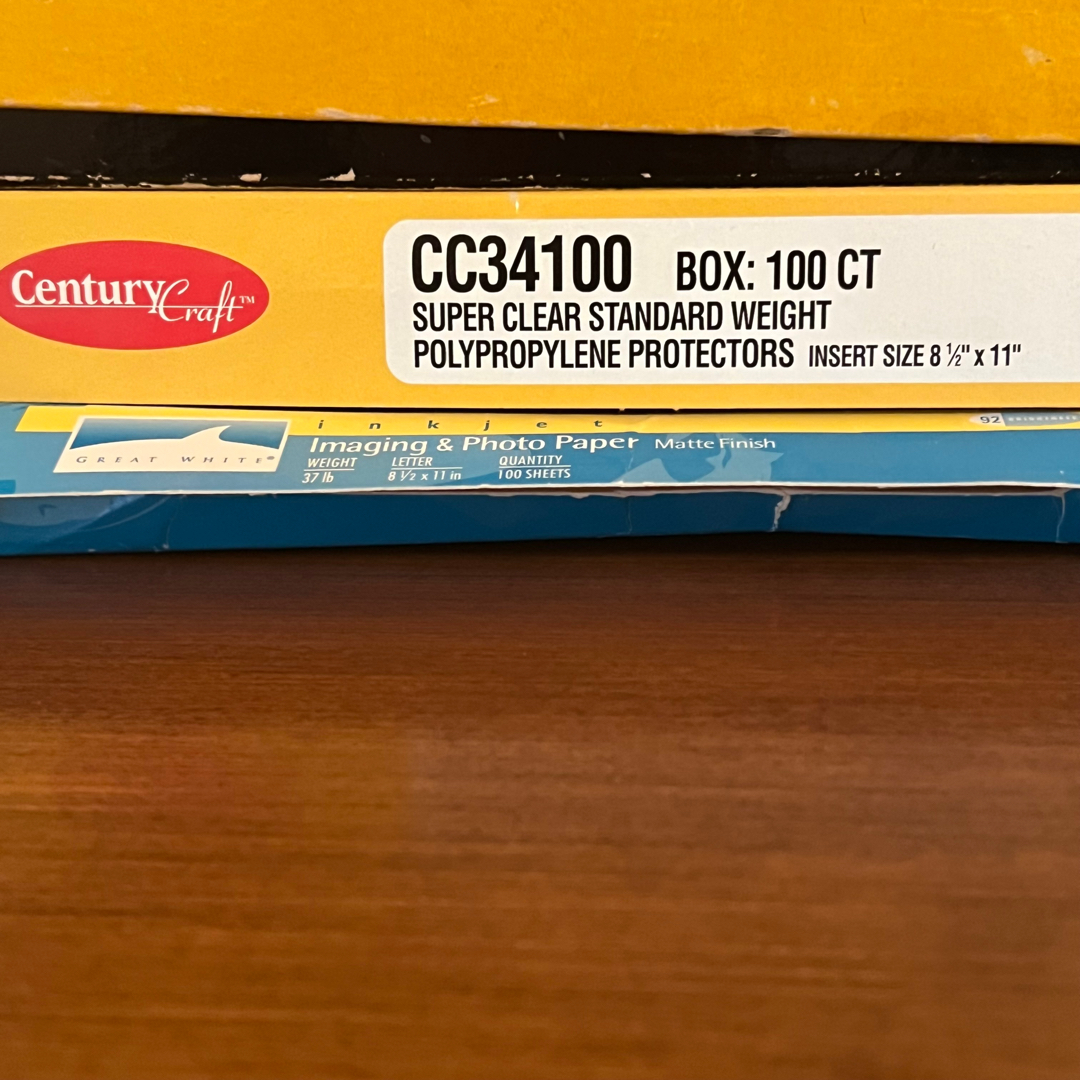 Century Craft™
CC34100 BOX: 100 CT
SUPER CLEAR STANDARD WEIGHT
POLYPROPYLENE PROTECTORS INSERT SIZE 8 ½" x 11"
inkjet
92 BRIGHTNESS
GREAT WHITE®
Imaging & Photo Paper Matte Finish
WEIGHT LETTER QUANTITY
37 lb 8 1/2 x 11 in 100 SHEETS